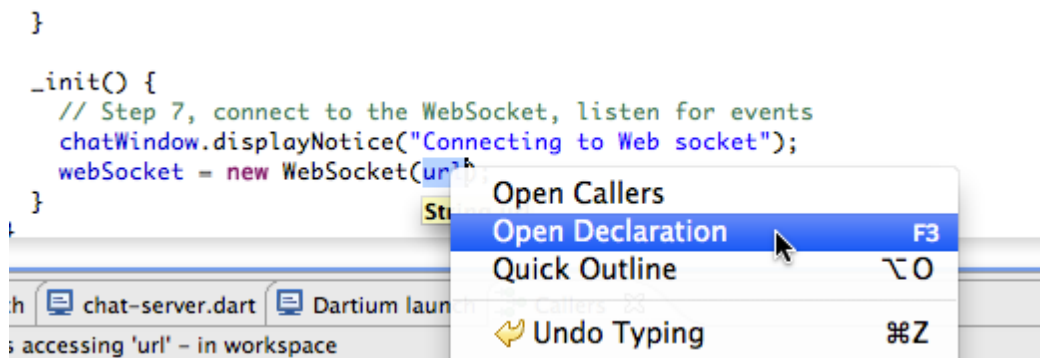 }
_init() {
// Step 7, connect to the WebSocket, listen for events
chatWindow.displayNotice("Connecting to Web socket");
webSocket = new WebSocket(url);
}
Open Callers
Open Declaration F3
Quick Outline ⌥O
Undo Typing ⌘Z
chat-server.dart Dartium launch Callers
accessing 'url' – in workspace